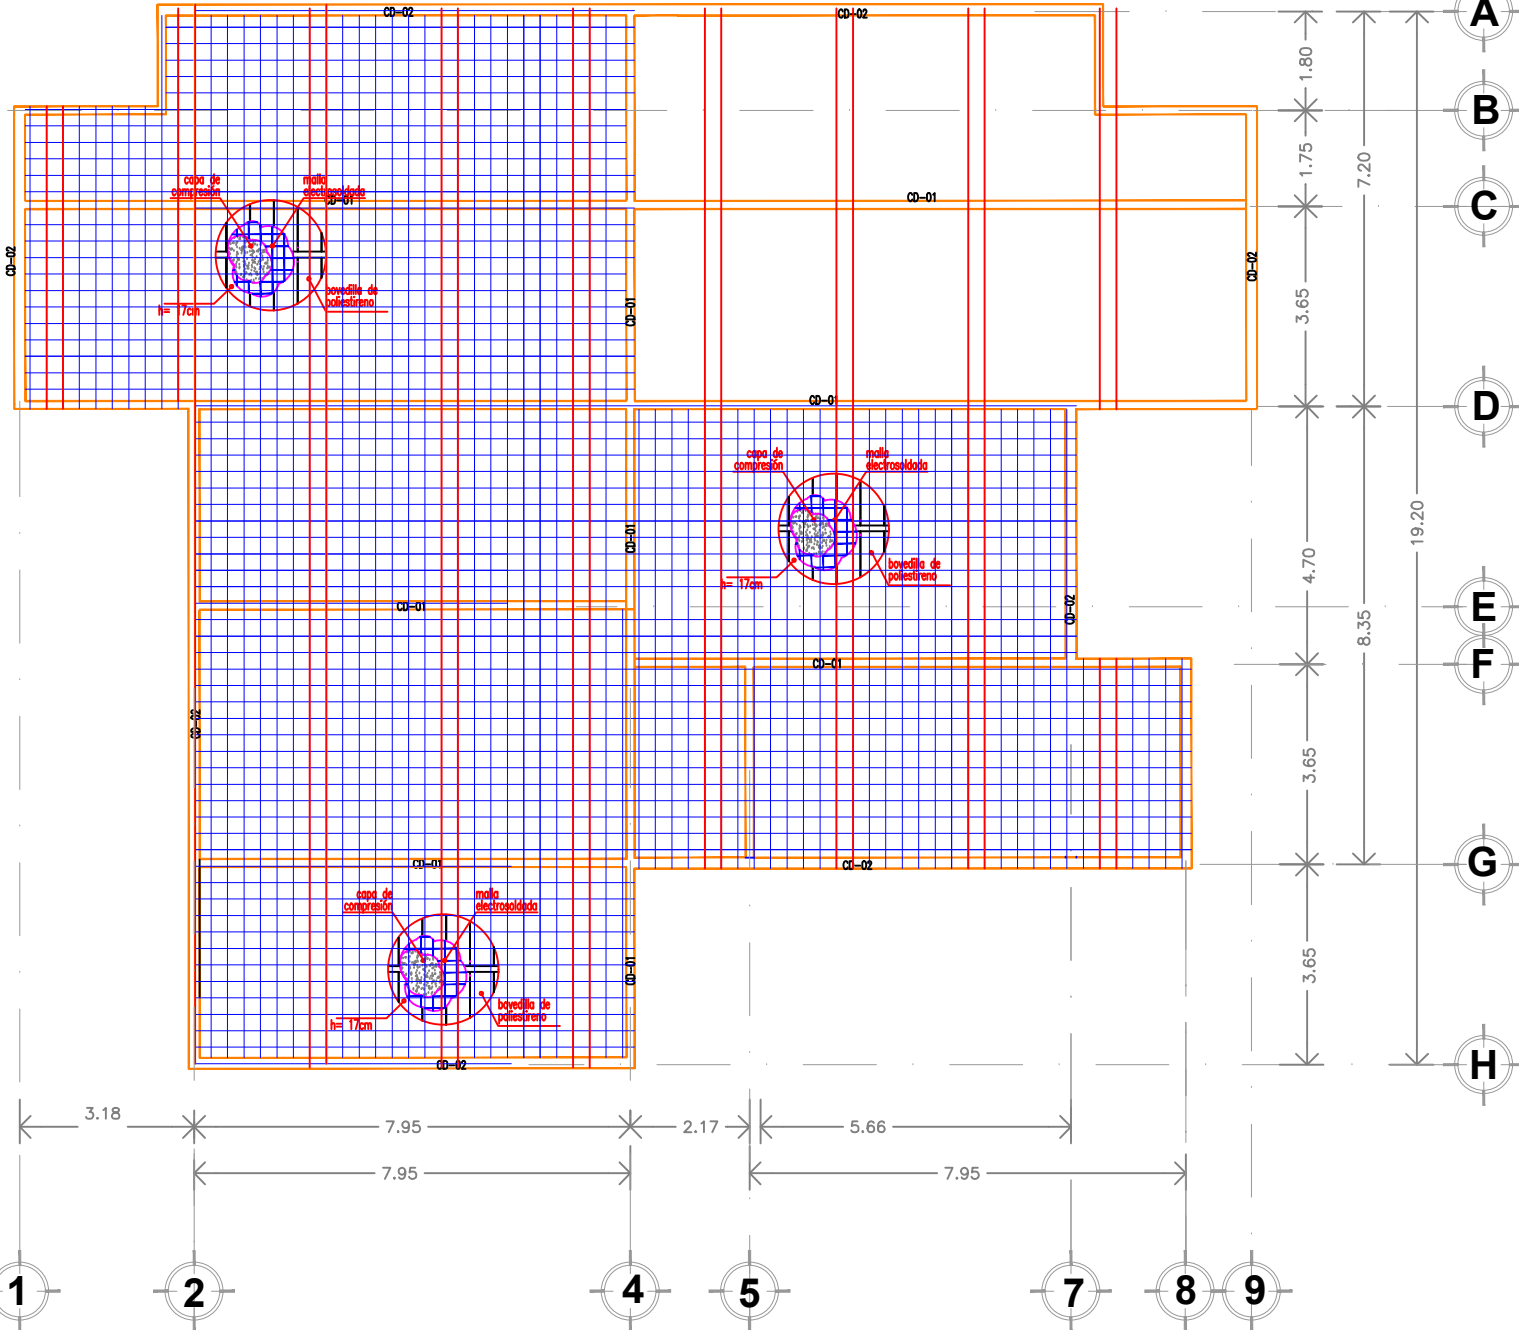 CD-02
CD-02
A
1.80
7.20
B
1.75
capa de
compresión
malla
electrosoldada
CD-01
CD-01
C
CD-02
CD-02
h= 17cm
bovedilla de
poliestireno
CD-01
3.65
CD-01
D
capa de
compresión
malla
electrosoldada
CD-01
19.20
4.70
h= 17cm
bovedilla de
poliestireno
CD-01
CD-02
E
8.35
CD-01
F
CD-02
3.65
CD-01
CD-02
G
capa de
compresión
malla
electrosoldada
CD-01
3.65
h= 17cm
bovedilla de
poliestireno
CD-02
H
3.18
7.95
2.17
5.66
7.95
7.95
1
2
4
5
7
8
9